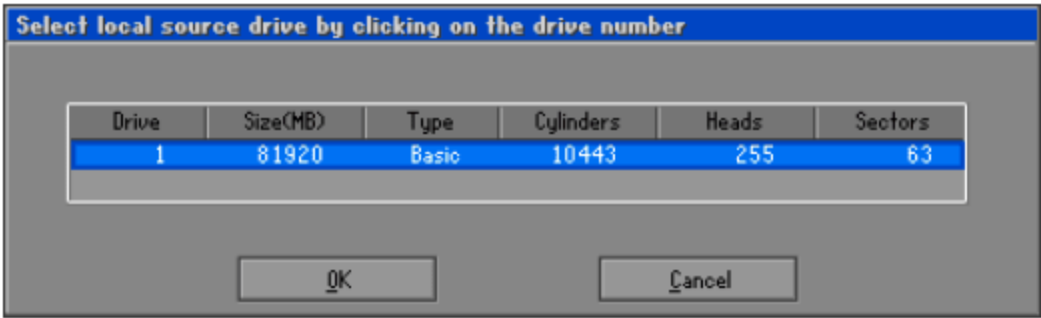 Select local source drive by clicking on the drive number
Drive Size(MB) Type Cylinders Heads Sectors
1 81920 Basic 10443 255 63
OK Cancel